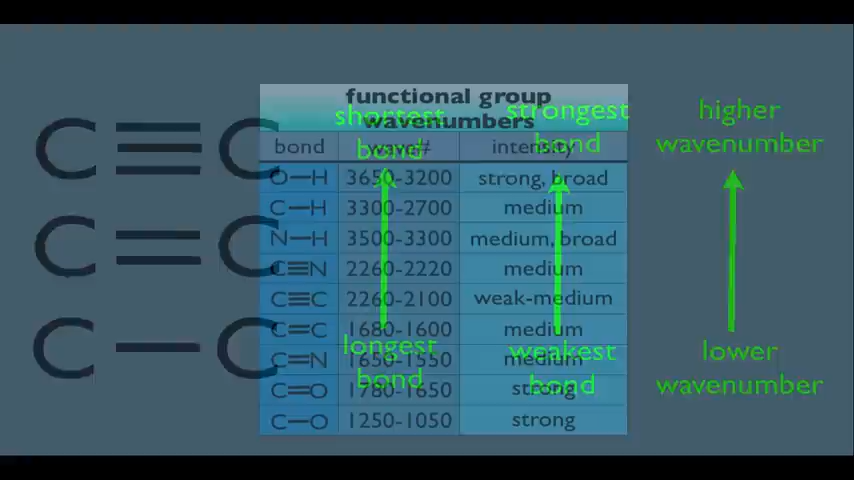 C≡C
C=C
C—C
functional group
wavenumbers
bond wave# intensity
O—H 3650-3200 strong, broad
C—H 3300-2700 medium
N—H 3500-3300 medium, broad
C≡N 2260-2220 medium
C≡C 2260-2100 weak-medium
C=C 1680-1600 medium
C=N 1650-1550 medium
C=O 1780-1650 strong
C—O 1250-1050 strong
shortest
bond
longest
bond
strongest
bond
weakest
bond
higher
wavenumber
lower
wavenumber